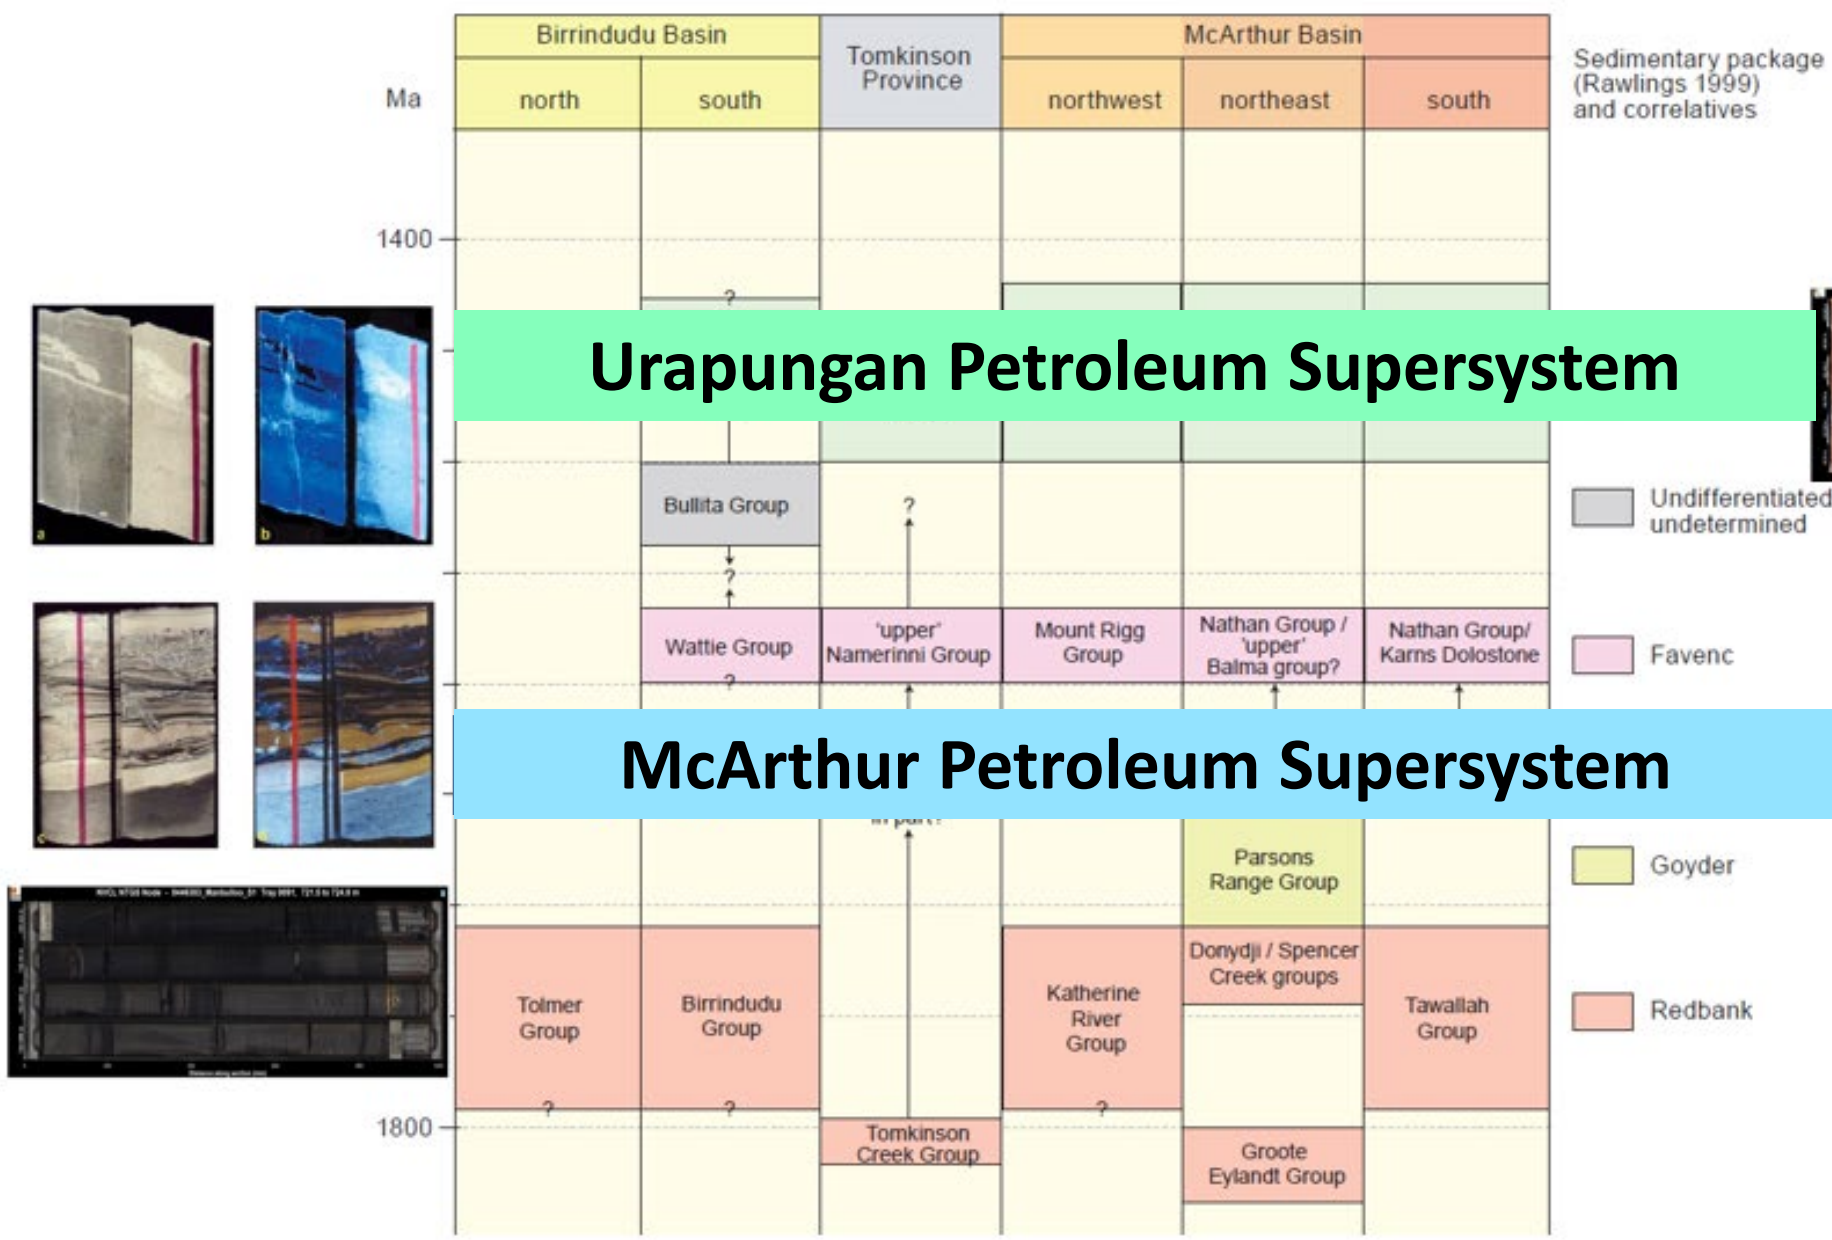 Birrindudu Basin
Tomkinson
Province
McArthur Basin
Sedimentary package
(Rawlings 1999)
and correlatives
Ma
north
south
northwest
northeast
south
1400
?
Urapungan Petroleum Supersystem
Bullita Group
?
?
Undifferentiated
undetermined
Wattie Group
?
'upper'
Namerinni Group
Mount Rigg
Group
Nathan Group /
'upper'
Balma group?
Nathan Group/
Karns Dolostone
Favenc
a
b
McArthur Petroleum Supersystem
in part?
c
d
Parsons
Range Group
Goyder
Tolmer
Group
?
Birrindudu
Group
?
Katherine
River
Group
?
Donydji / Spencer
Creek groups
Tawallah
Group
Redbank
1800
Tomkinson
Creek Group
Groote
Eylandt Group